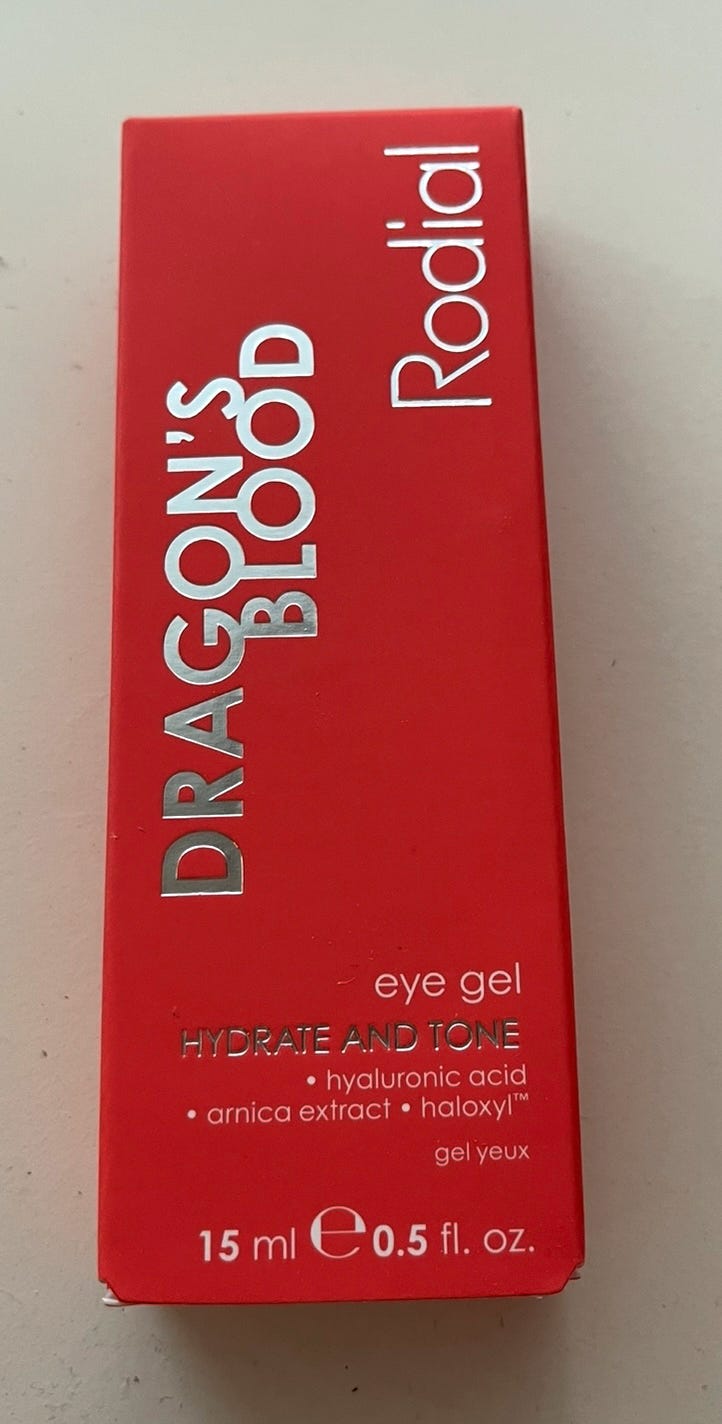 Rodial
DRAGON'S
BLOOD
eye gel
HYDRATE AND TONE
• hyaluronic acid
• arnica extract • haloxyl™
gel yeux
15 ml ℮ 0.5 fl. oz.